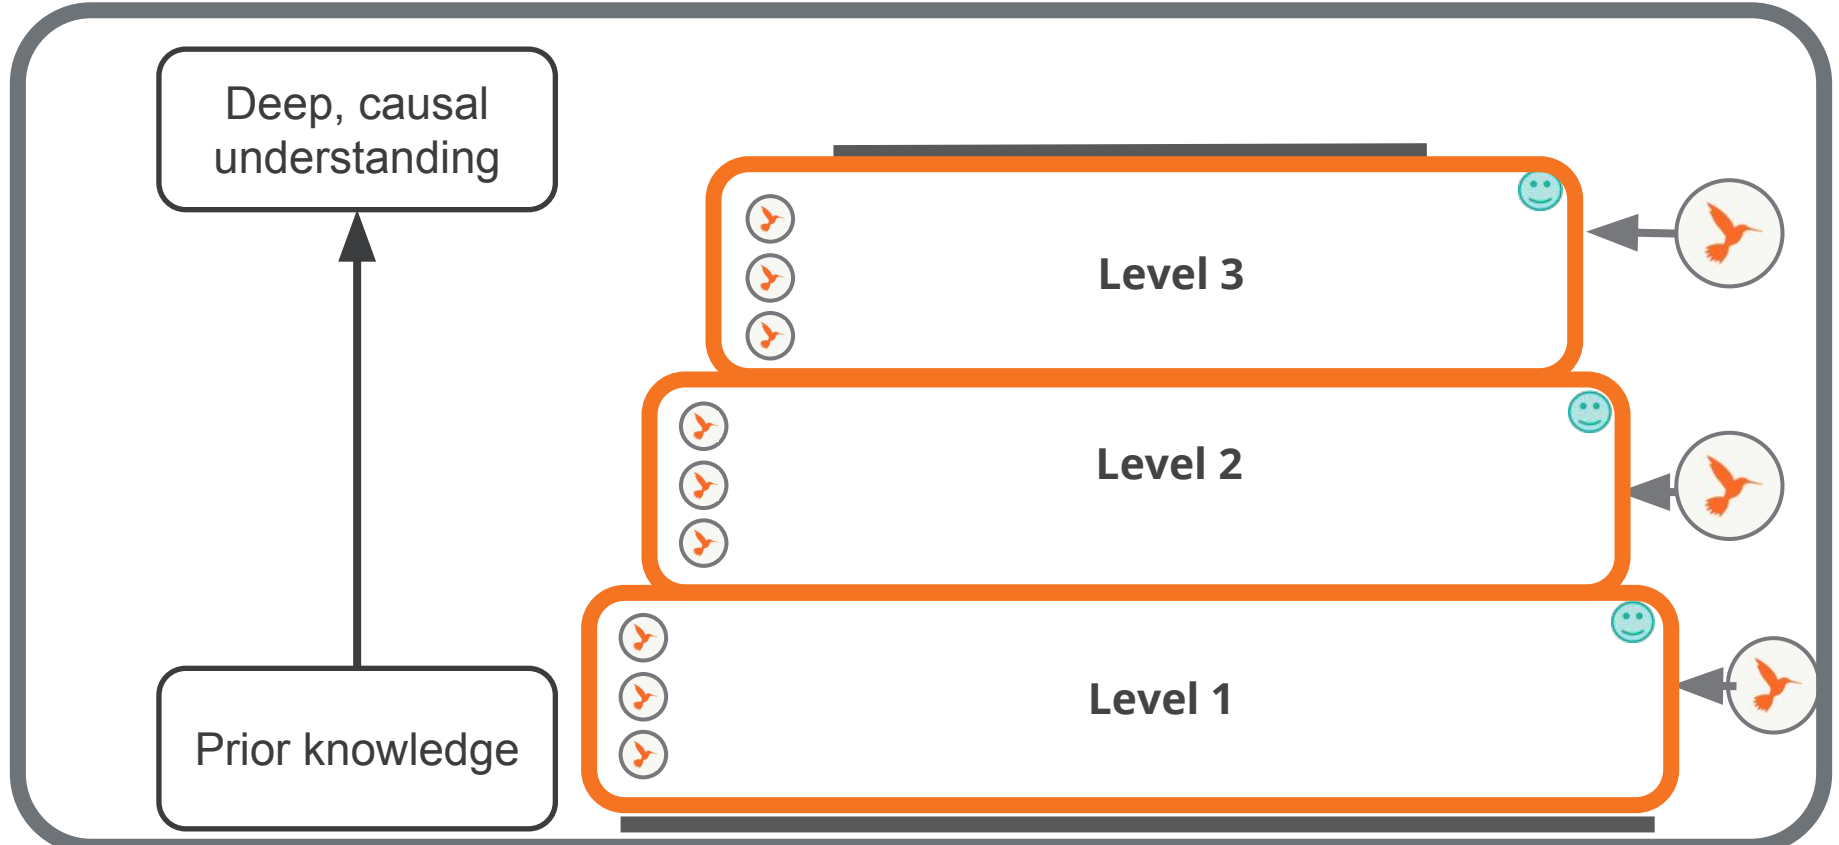 Deep, causal
understanding
Prior knowledge
Level 3
Level 2
Level 1